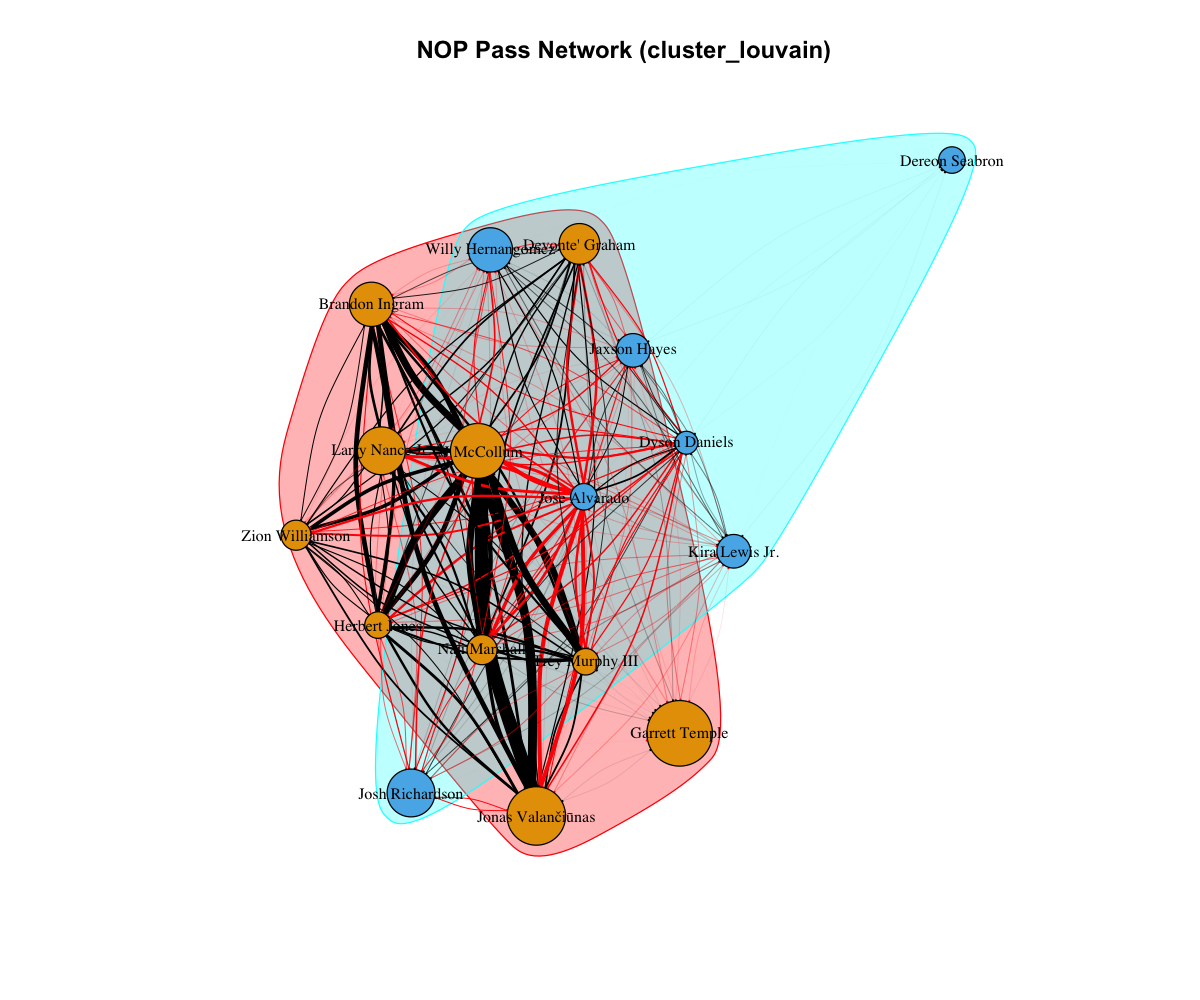 NOP Pass Network (cluster_louvain)
Dereon Seabron
Willy Hernangomez
Devonte' Graham
Brandon Ingram
Jaxson Hayes
Dyson Daniels
Larry Nance Jr.
McCollum
Jose Alvarado
Zion Williamson
Kira Lewis Jr.
Herbert Jones
Naji Marshall
Trey Murphy III
Garrett Temple
Josh Richardson
Jonas Valančiūnas